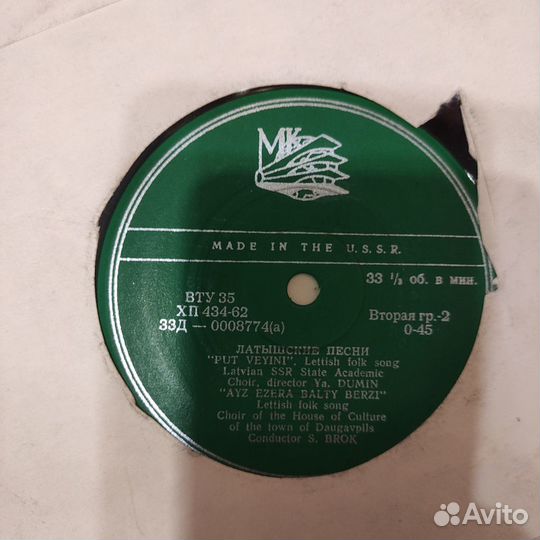 МК
MADE IN THE U.S.S.R.
33 1/3 об. в мин.
ВТУ 35
ХП 434-62
33Д — 0008774(а)
Вторая гр.-2
0-45
ЛАТЫШСКИЕ ПЕСНИ
"PUT VEYINI". Lettish folk song
Latvian SSR State Academic
Choir, director Ya. DUMIN
"AYZ EZERA BALTY BERZI"
Lettish folk song
Choir of the House of Culture
of the town of Daugavpils
Conductor S. BROK
Avito